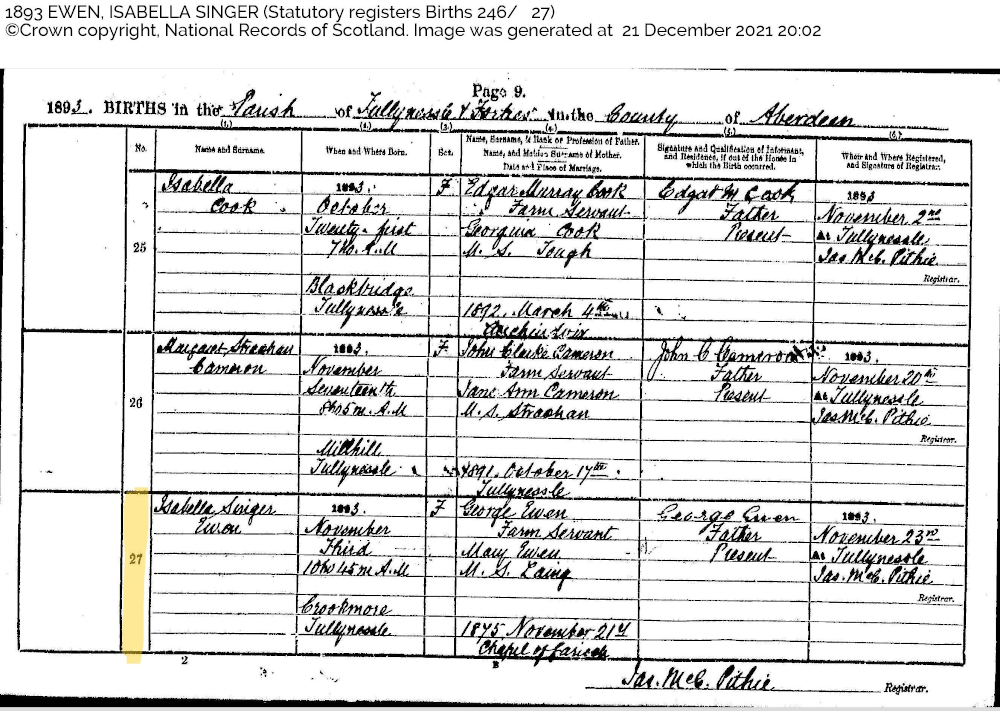 1893 EWEN, ISABELLA SINGER (Statutory registers Births 246/ 27)
©Crown copyright, National Records of Scotland. Image was generated at 21 December 2021 20:02
Page 9.
1893. BIRTHS in the Parish of Tullynessle & Forbes in the County of Aberdeen
(1.) (2.) (3.) (4.) (5.) (6.)
No.
Name and Surname.
When and Where Born.
Sex.
Name, Surname, & Rank or Profession of Father.
Name, and Maiden Surname of Mother.
Date and Place of Marriage.
Signature and Qualification of Informant,
and Residence, if out of the House in
which the Birth occurred.
When and Where Registered,
and Signature of Registrar.
25
Isabella
Cook
1893.
October
Twenty-first
7h. A.M
Blackbridge
Tullynessle
F
Edgar Murray Cook
Farm Servant
Georgina Cook
M. S. Tough
1892, March 4th
Edgar M Cook
Father
Present
1893
November 2nd
At Tullynessle
Jas. McC. Pithie
Registrar.
26
Margaret Strachan
Cameron
1893.
November
Seventeenth
8h 5m A.M
Millhill
Tullynessle
F
John Clarke Cameron
Farm Servant
Jane Ann Cameron
M. S. Strachan
1891, October 17th
Tullynessle
John C Cameron
Father
Present
1893.
November 20th
At Tullynessle
Jas McC. Pithie
Registrar.
27
Isabella Singer
Ewen
1893.
November
Third
10h 45m A.M
Crookmore
Tullynessle
F
George Ewen
Farm Servant
Mary Ewen
M. S. Laing
1875 November 21st
Chapel of Garioch
George Ewen
Father
Present
1893.
November 23rd
At Tullynessle
Jas. McC. Pithie
Registrar.
2
B
Jas. McC. Pithie Registrar.